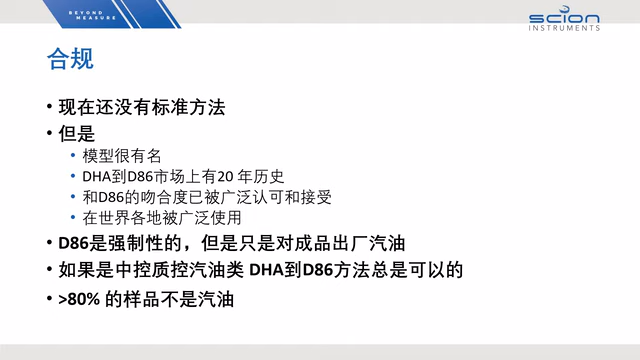 BEYOND
MEASURE
scion
INSTRUMENTS
合规
• 现在还没有标准方法
• 但是
• 模型很有名
• DHA到D86市场上有20 年历史
• 和D86的吻合度已被广泛认可和接受
• 在世界各地被广泛使用
• D86是强制性的，但是只是对成品出厂汽油
• 如果是中控质控汽油类 DHA到D86方法总是可以的
• >80% 的样品不是汽油